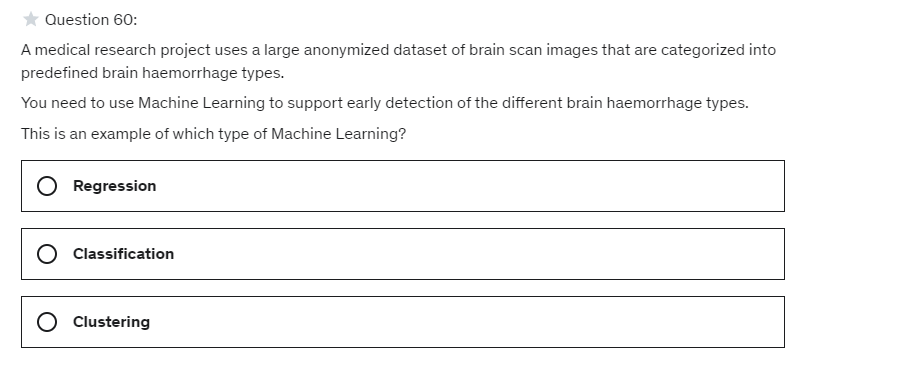 Question 60:
A medical research project uses a large anonymized dataset of brain scan images that are categorized into
predefined brain haemorrhage types.
You need to use Machine Learning to support early detection of the different brain haemorrhage types.
This is an example of which type of Machine Learning?
Regression
Classification
Clustering